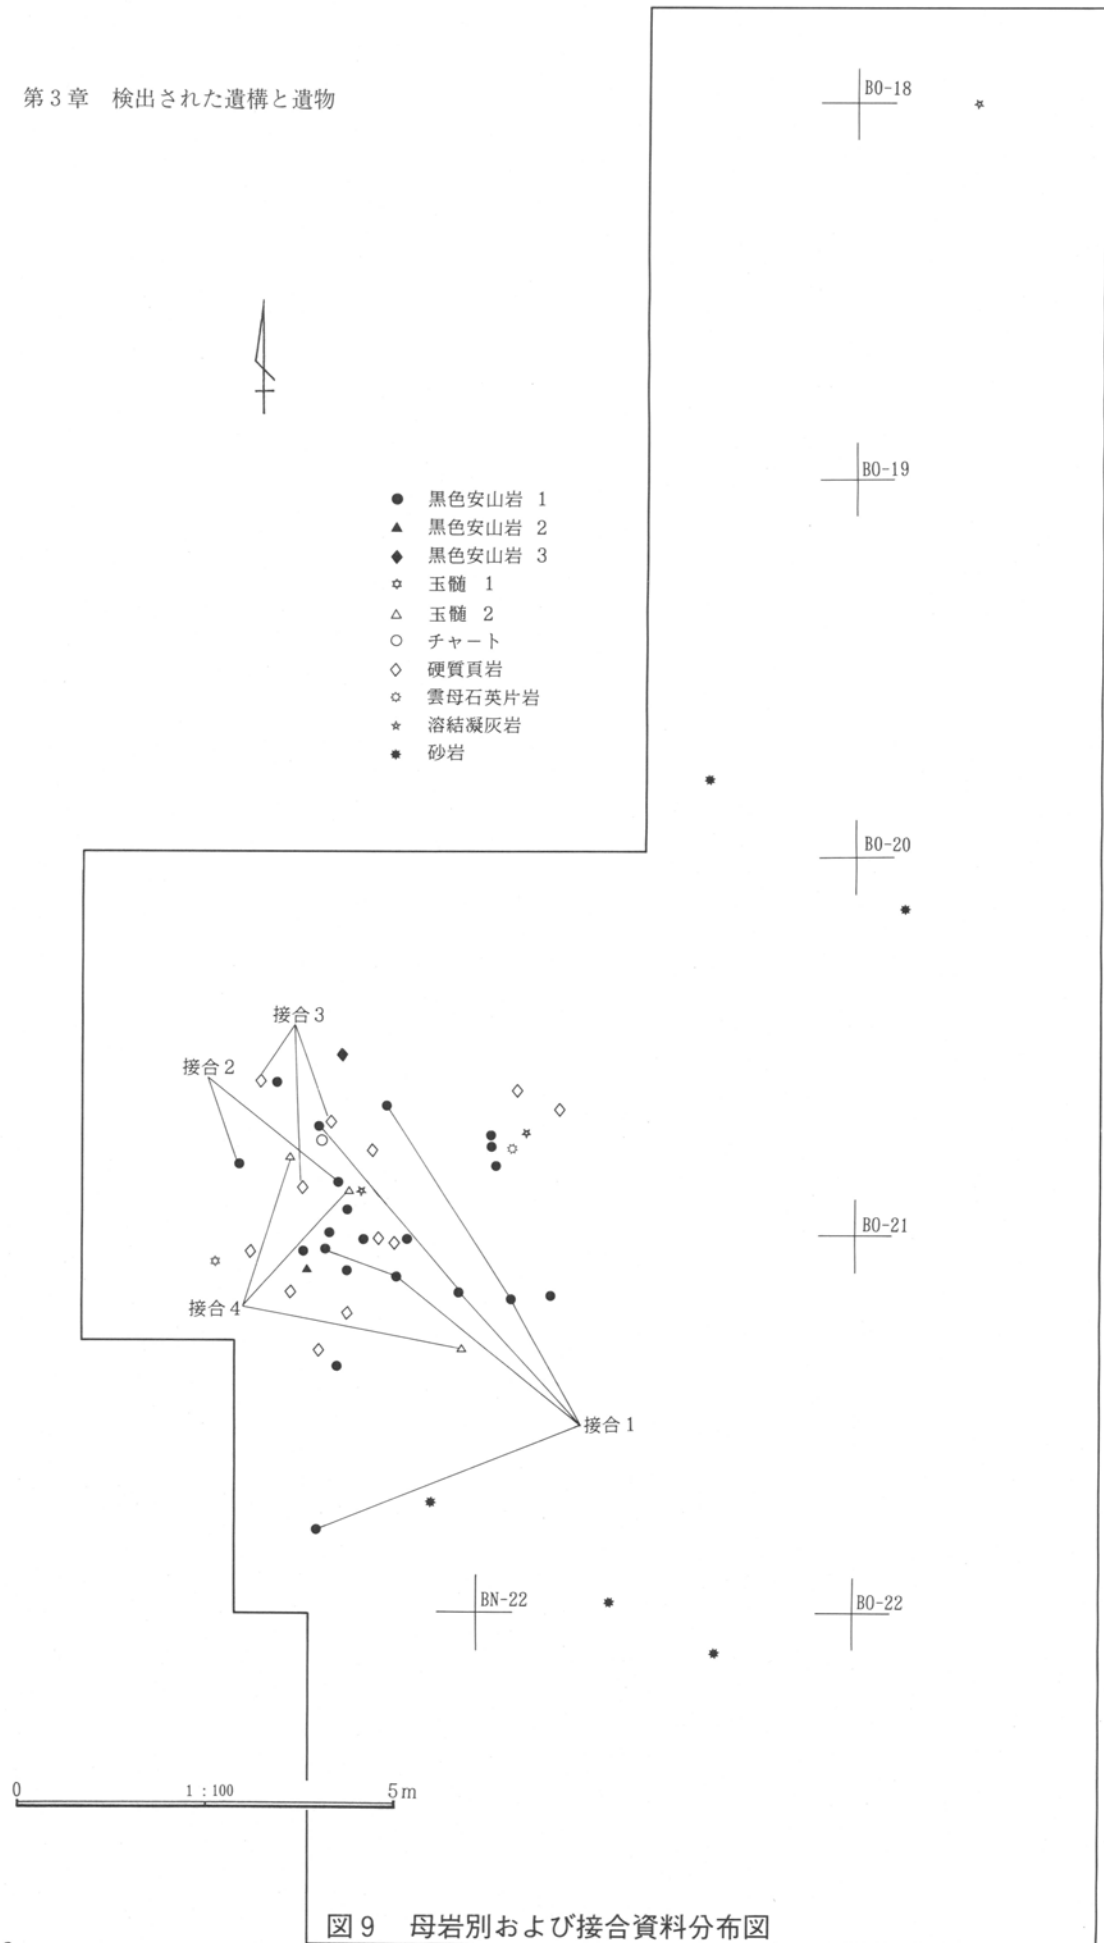 第3章　検出された遺構と遺物
BO-18
BO-19
黒色安山岩 1
黒色安山岩 2
黒色安山岩 3
玉髄 1
玉髄 2
チャート
硬質頁岩
雲母石英片岩
溶結凝灰岩
砂岩
BO-20
接合3
接合2
BO-21
接合4
接合1
BN-22
BO-22
0 1:100 5m
図9　母岩別および接合資料分布図